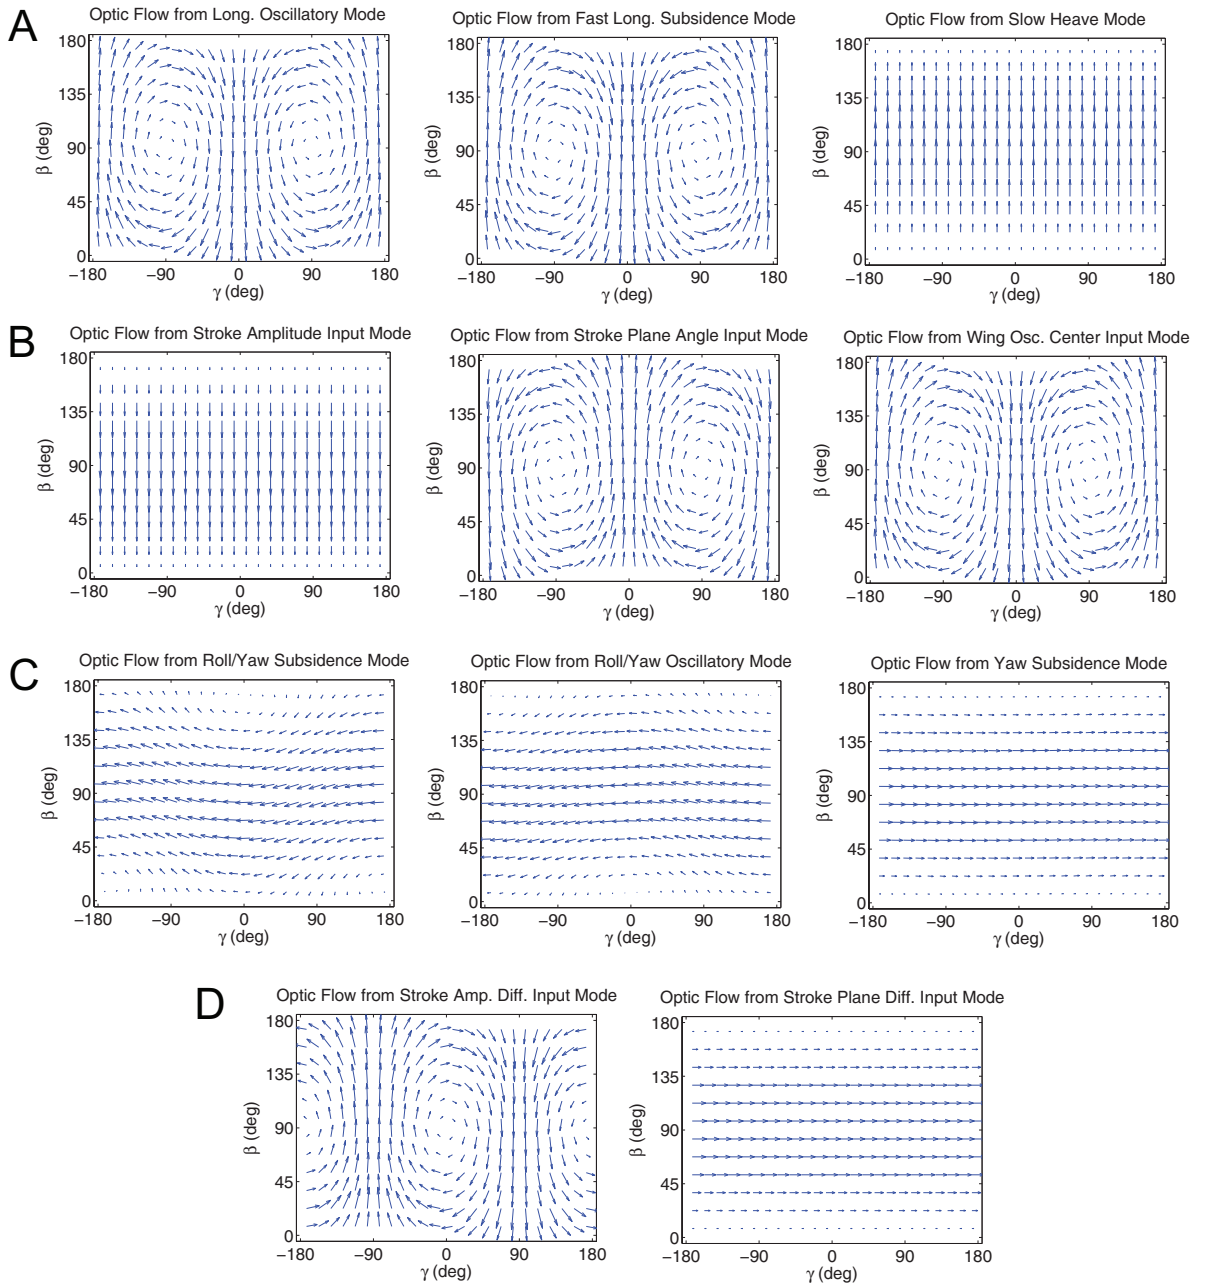 A
Optic Flow from Long. Oscillatory Mode
β (deg)
180
135
90
45
0
−180 −90 0 90 180
γ (deg)
Optic Flow from Fast Long. Subsidence Mode
β (deg)
180
135
90
45
0
−180 −90 0 90 180
γ (deg)
Optic Flow from Slow Heave Mode
β (deg)
180
135
90
45
0
−180 −90 0 90 180
γ (deg)
B
Optic Flow from Stroke Amplitude Input Mode
β (deg)
180
135
90
45
0
−180 −90 0 90 180
γ (deg)
Optic Flow from Stroke Plane Angle Input Mode
β (deg)
180
135
90
45
0
−180 −90 0 90 180
γ (deg)
Optic Flow from Wing Osc. Center Input Mode
β (deg)
180
135
90
45
0
−180 −90 0 90 180
γ (deg)
C
Optic Flow from Roll/Yaw Subsidence Mode
β (deg)
180
135
90
45
0
−180 −90 0 90 180
γ (deg)
Optic Flow from Roll/Yaw Oscillatory Mode
β (deg)
180
135
90
45
0
−180 −90 0 90 180
γ (deg)
Optic Flow from Yaw Subsidence Mode
β (deg)
180
135
90
45
0
−180 −90 0 90 180
γ (deg)
D
Optic Flow from Stroke Amp. Diff. Input Mode
β (deg)
180
135
90
45
0
−180 −90 0 90 180
γ (deg)
Optic Flow from Stroke Plane Diff. Input Mode
β (deg)
180
135
90
45
0
−180 −90 0 90 180
γ (deg)